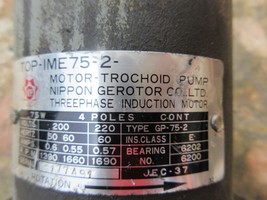 TOP-1ME75-2-
MOTOR-TROCHOID PUMP
NIPPON GEROTOR CO.,LTD.
THREEPHASE INDUCTION MOTOR
75W 4 POLES CONT
200 220 TYPE GP-75-2
50 60 60 INS.CLASS E
0.6 0.55 0.57 BEARING 6202
1390 1660 1690 NO. 6200
ROTATION JEC-37